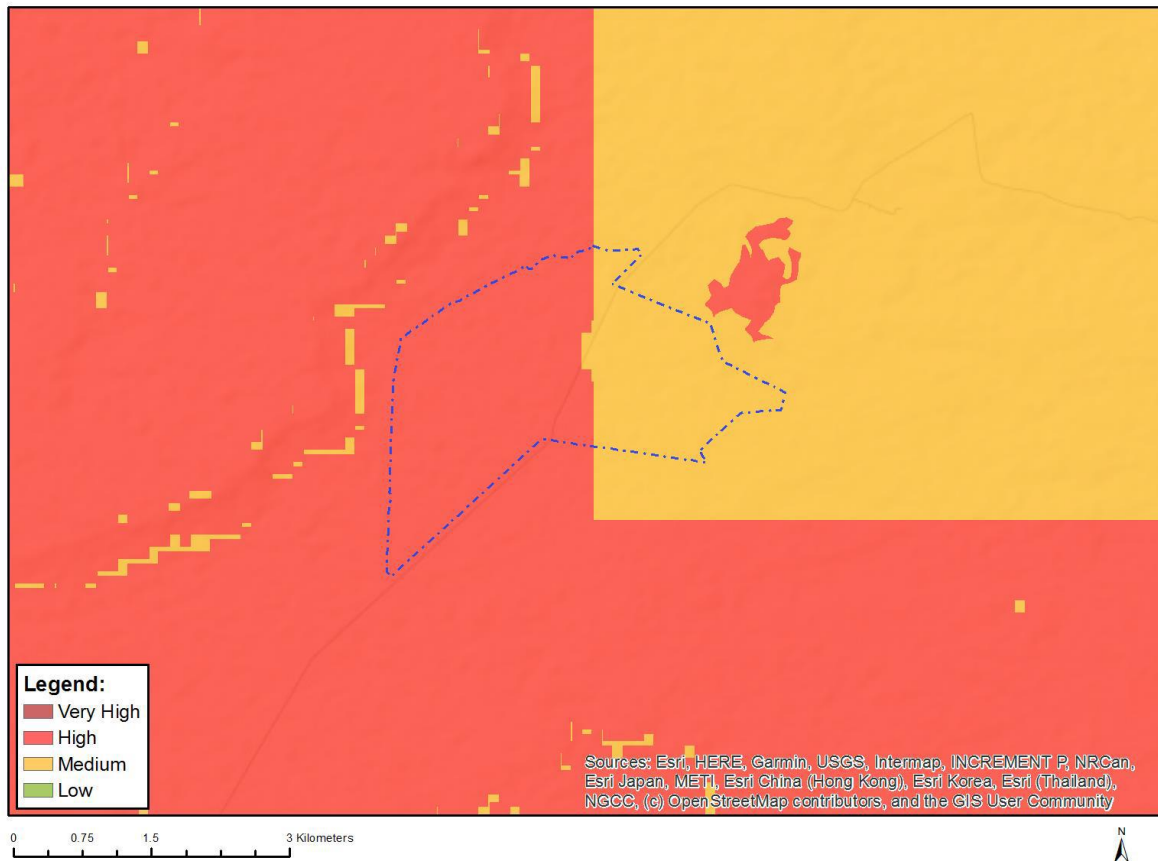 Legend:
Very High
High
Medium
Low
Sources: Esri, HERE, Garmin, USGS, Intermap, INCREMENT P, NRCan,
Esri Japan, METI, Esri China (Hong Kong), Esri Korea, Esri (Thailand),
NGCC, (c) OpenStreetMap contributors, and the GIS User Community
0 0.75 1.5 3 Kilometers
N